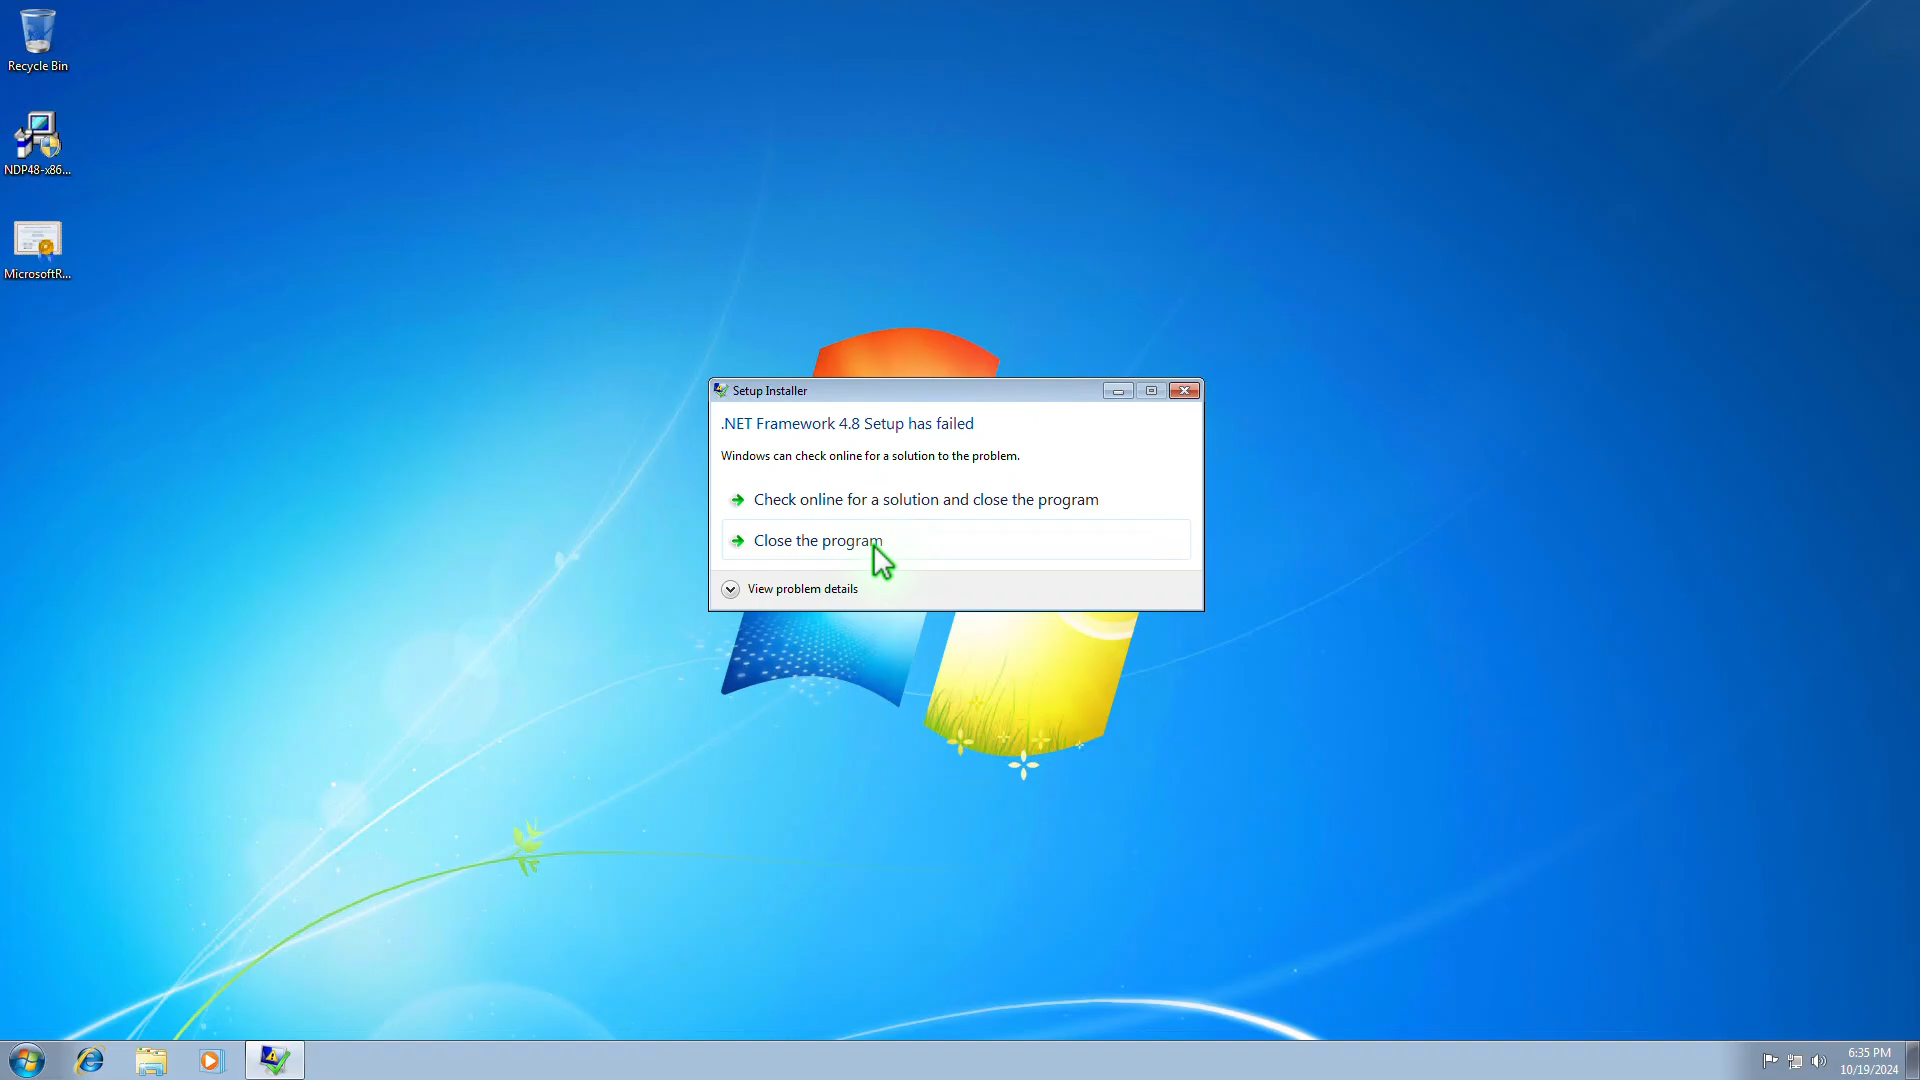 Recycle Bin
NDP48-x86...
MicrosoftR...
Setup Installer
.NET Framework 4.8 Setup has failed
Windows can check online for a solution to the problem.
Check online for a solution and close the program
Close the program
View problem details
6:35 PM
10/19/2024